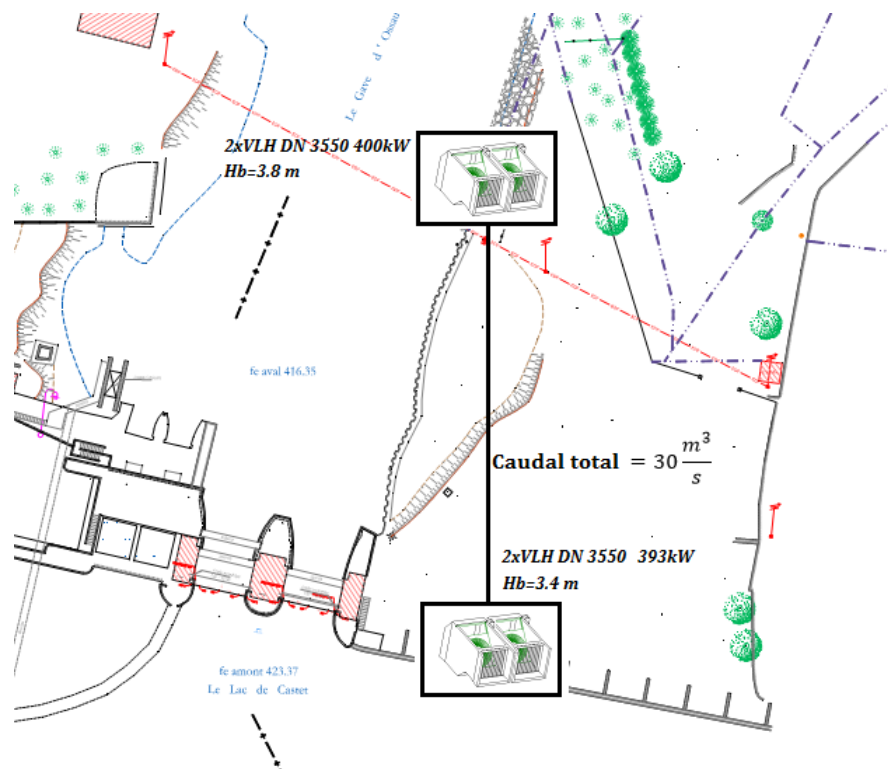 Le Gave d' Ossau
2xVLH DN 3550 400kW
Hb=3.8 m
fe aval 416.35
Caudal total = 30 m³/s
2xVLH DN 3550 393kW
Hb=3.4 m
fe amont 423.37
Le Lac de Castet